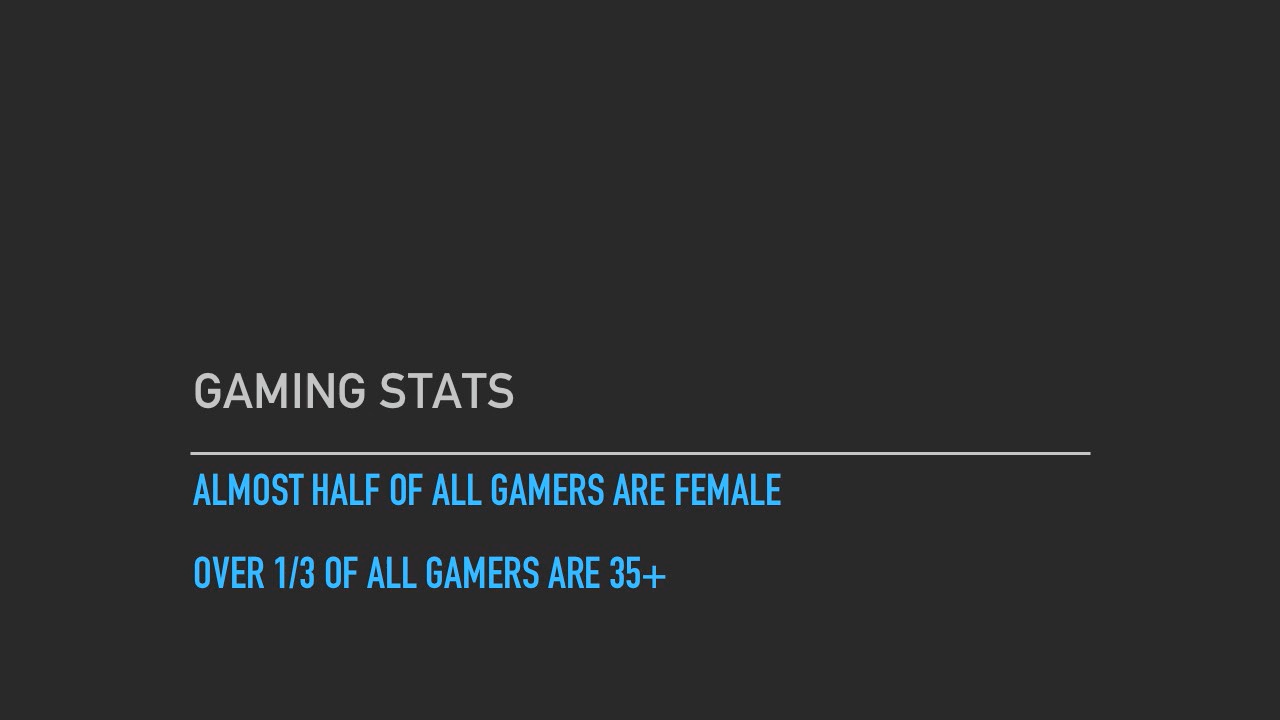 GAMING STATS
ALMOST HALF OF ALL GAMERS ARE FEMALE
OVER 1/3 OF ALL GAMERS ARE 35+